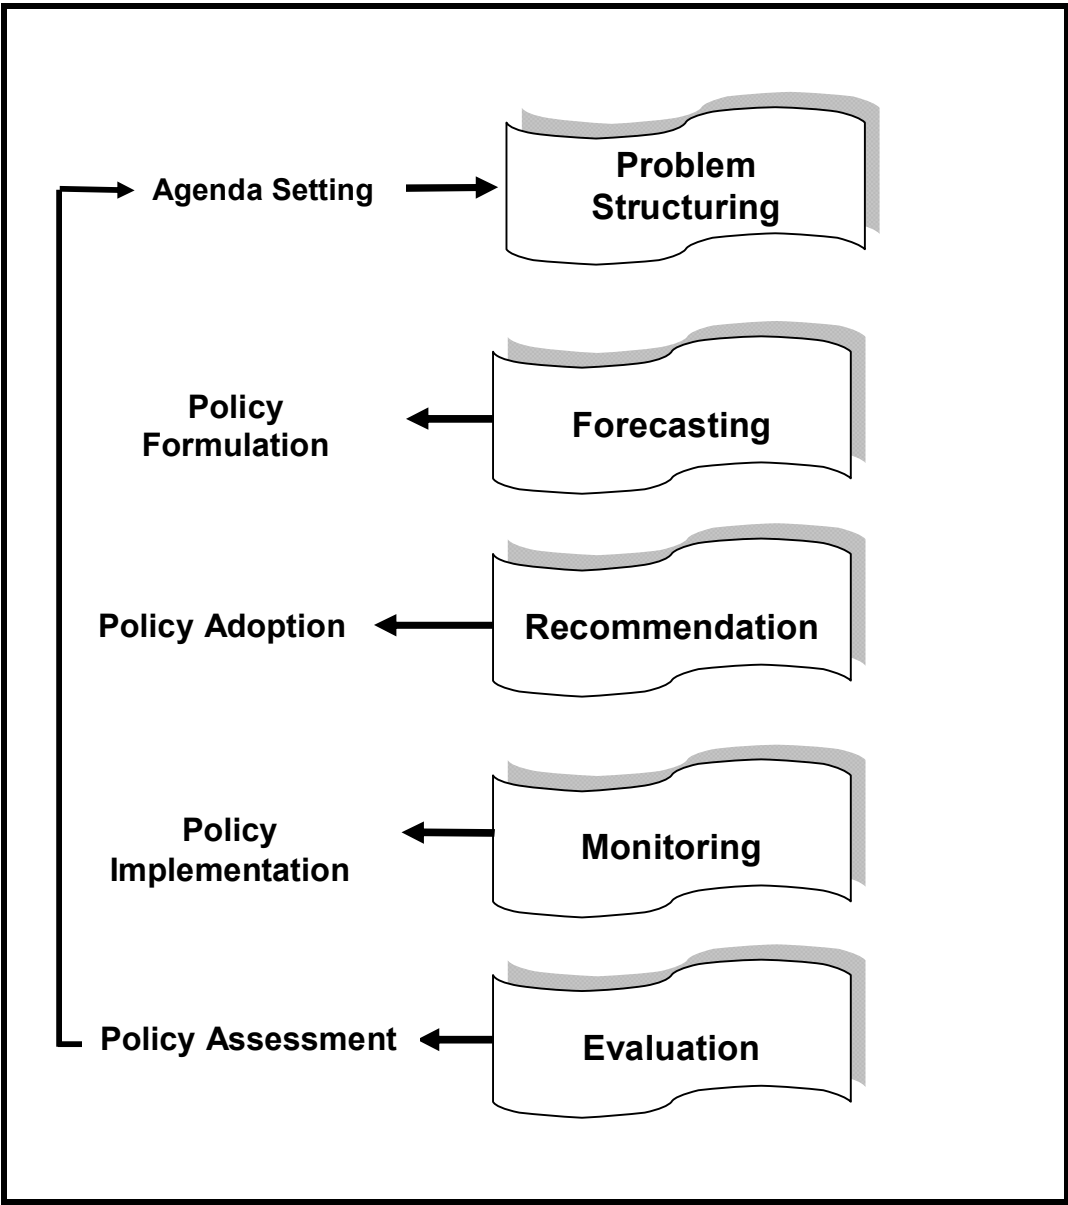 Agenda Setting
Problem
Structuring
Policy
Formulation
Forecasting
Policy Adoption
Recommendation
Policy
Implementation
Monitoring
Policy Assessment
Evaluation